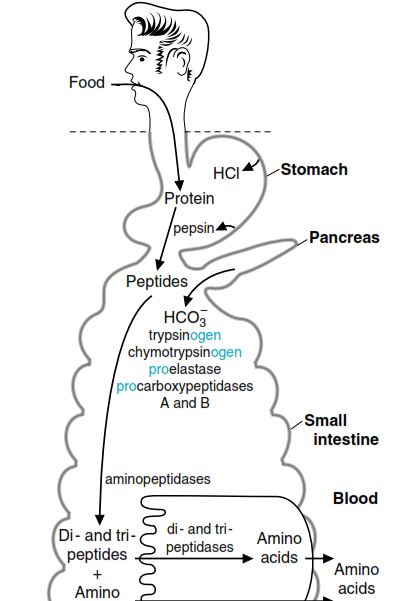 Food
HCl
Stomach
Protein
pepsin
Pancreas
Peptides
HCO3−
trypsinogen
chymotrypsinogen
proelastase
procarboxypeptidases
A and B
Small
intestine
aminopeptidases
Blood
Di- and tri-
peptides
+
Amino
di- and tri-
peptidases
Amino
acids
Amino
acids